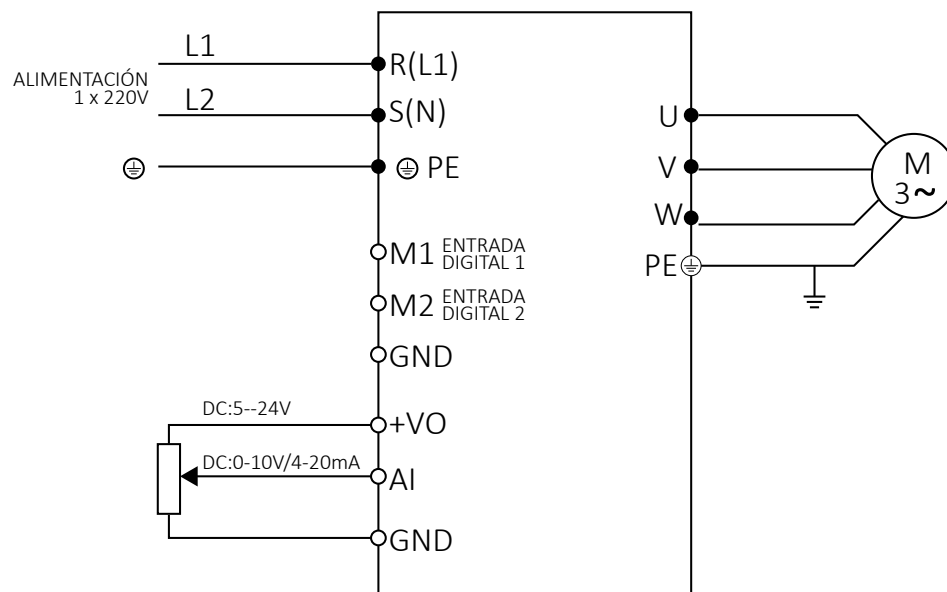 L1
R(L1)
ALIMENTACIÓN
1 x 220V
L2
S(N)
PE
M1 ENTRADA
DIGITAL 1
M2 ENTRADA
DIGITAL 2
GND
DC:5--24V
+VO
DC:0-10V/4-20mA
AI
GND
U
V
W
PE
M
3~